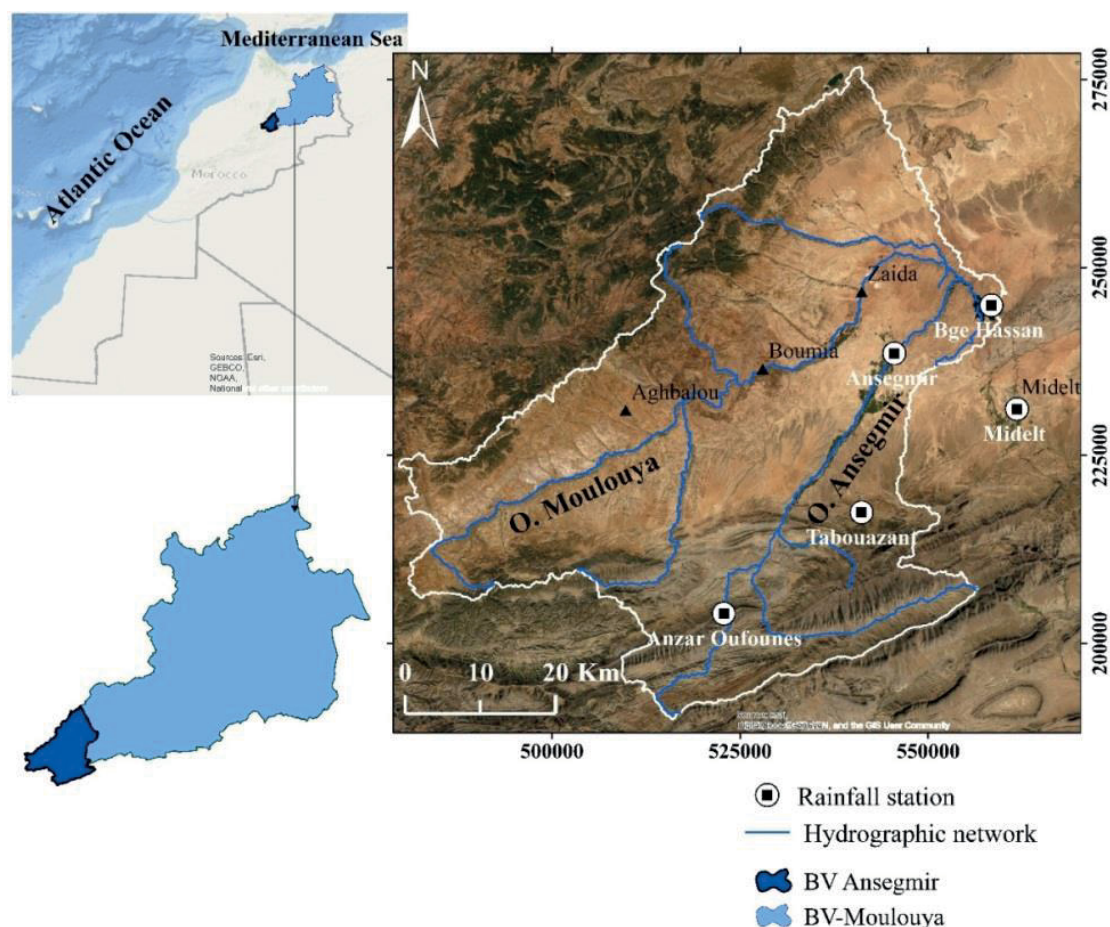 Mediterranean Sea
Atlantic Ocean
Morocco
Sources: Esri,
GEBCO,
NOAA,
National
N
275000
250000
225000
200000
Zaida
Bge Hassan
Boumia
Ansegmir
Aghbalou
Midelt
Midelt
O. Moulouya
O. Ansegmir
Tabouazan
Anzar Oufounes
0 10 20 Km
and the GIS User Community
500000 525000 550000
Rainfall station
Hydrographic network
BV Ansegmir
BV-Moulouya